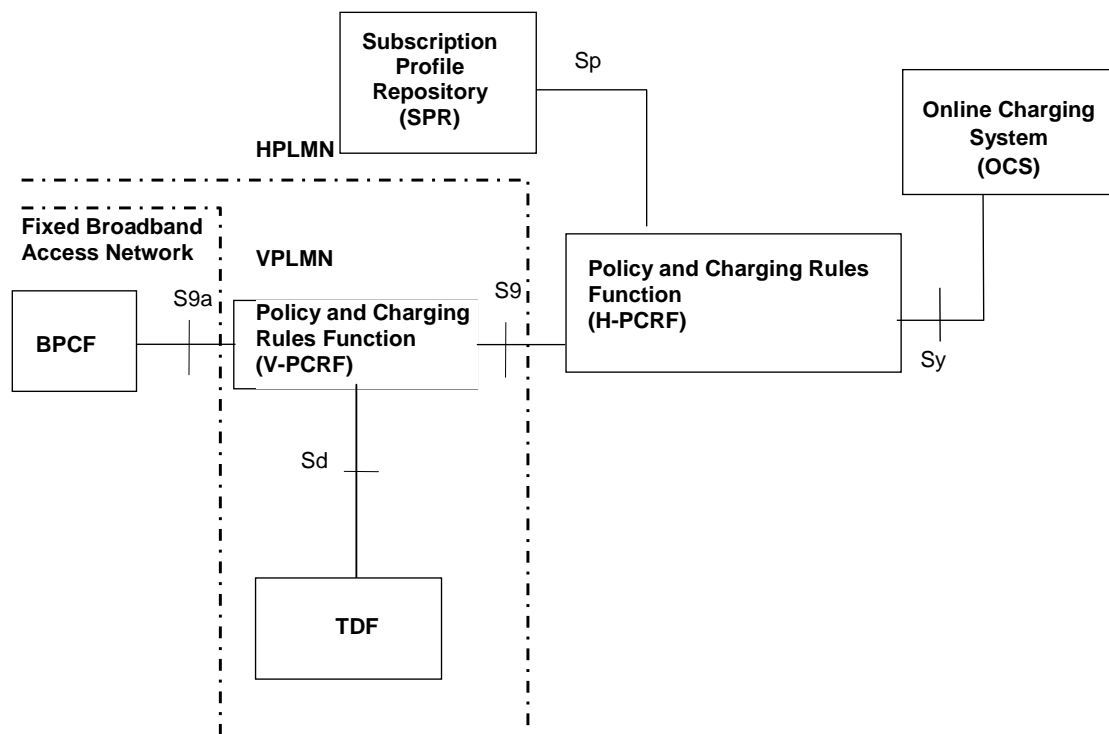 Subscription
Profile
Repository
(SPR)
Sp
Online Charging
System
(OCS)
HPLMN
Fixed Broadband
Access Network
VPLMN
S9a
S9
Policy and Charging Rules
Function
(H-PCRF)
BPCF
Policy and Charging
Rules Function
(V-PCRF)
Sy
Sd
TDF